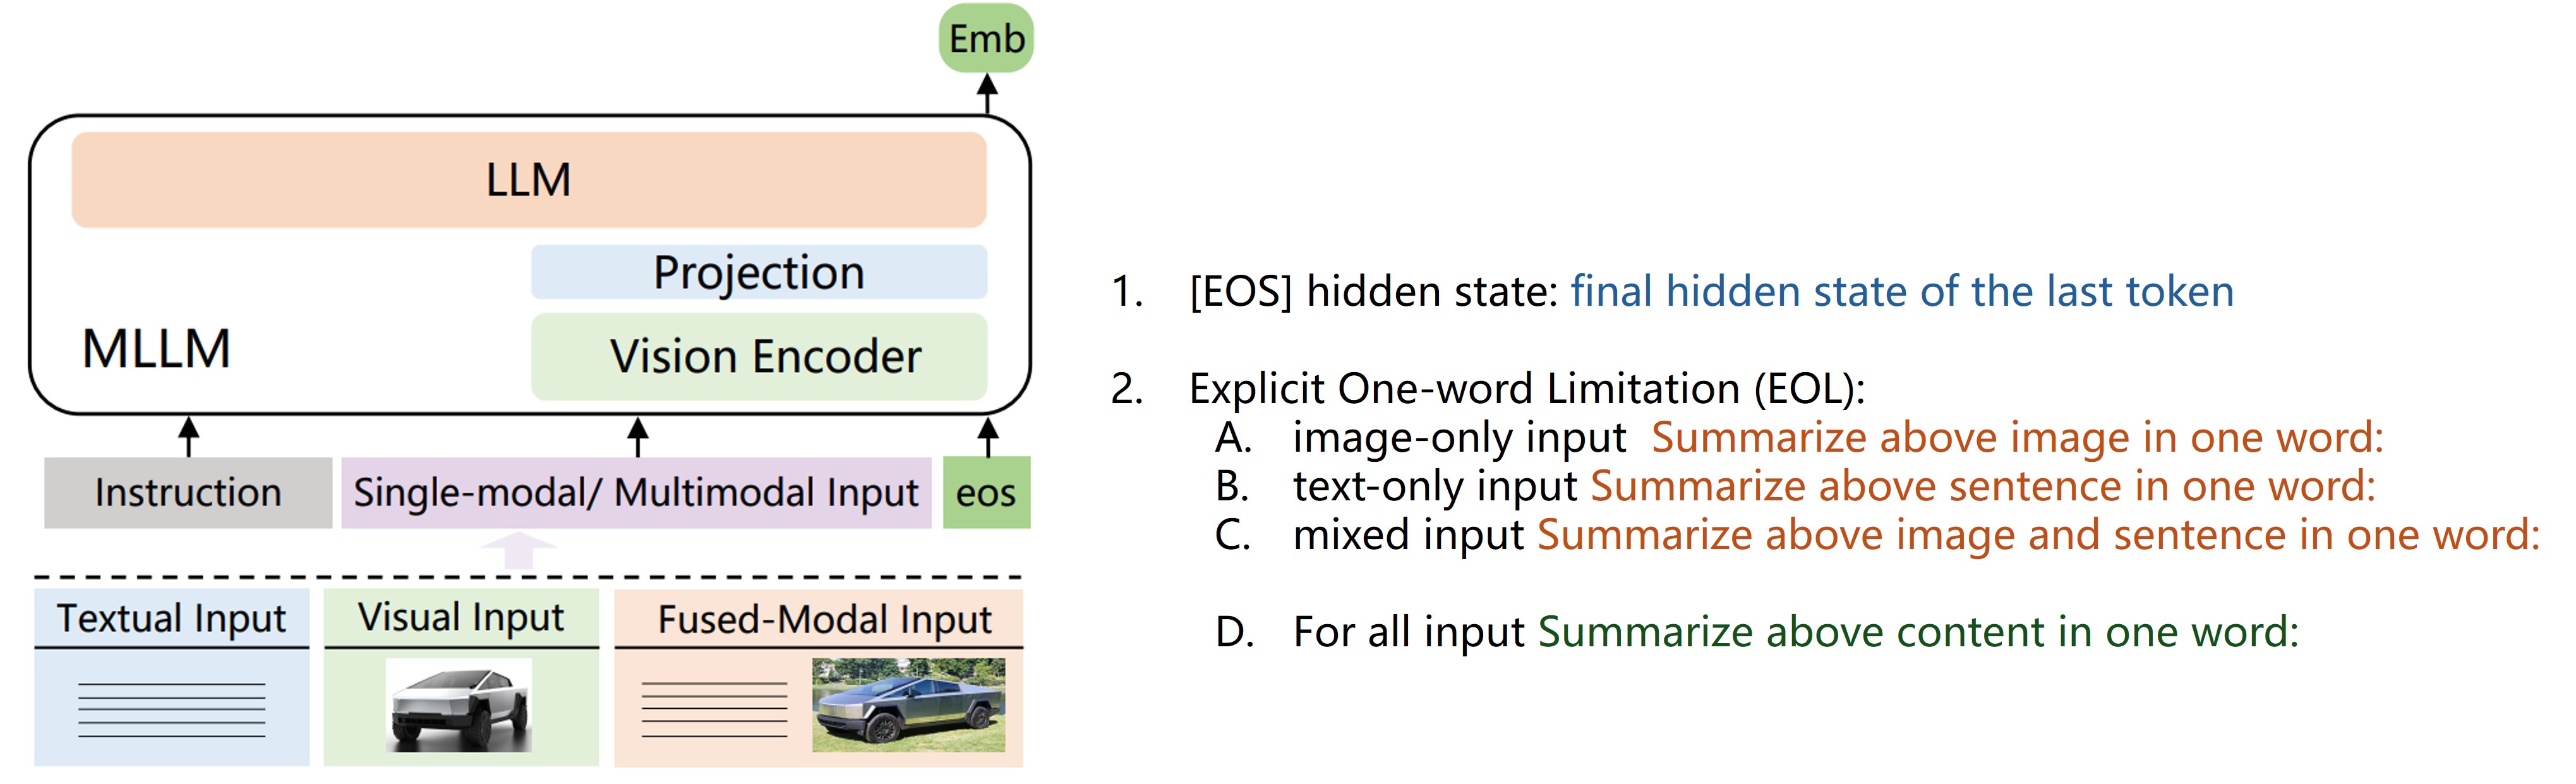 Emb
LLM
Projection
MLLM
Vision Encoder
Instruction
Single-modal/ Multimodal Input
eos
Textual Input
Visual Input
Fused-Modal Input
1. [EOS] hidden state: final hidden state of the last token
2. Explicit One-word Limitation (EOL):
A. image-only input Summarize above image in one word:
B. text-only input Summarize above sentence in one word:
C. mixed input Summarize above image and sentence in one word:
D. For all input Summarize above content in one word: